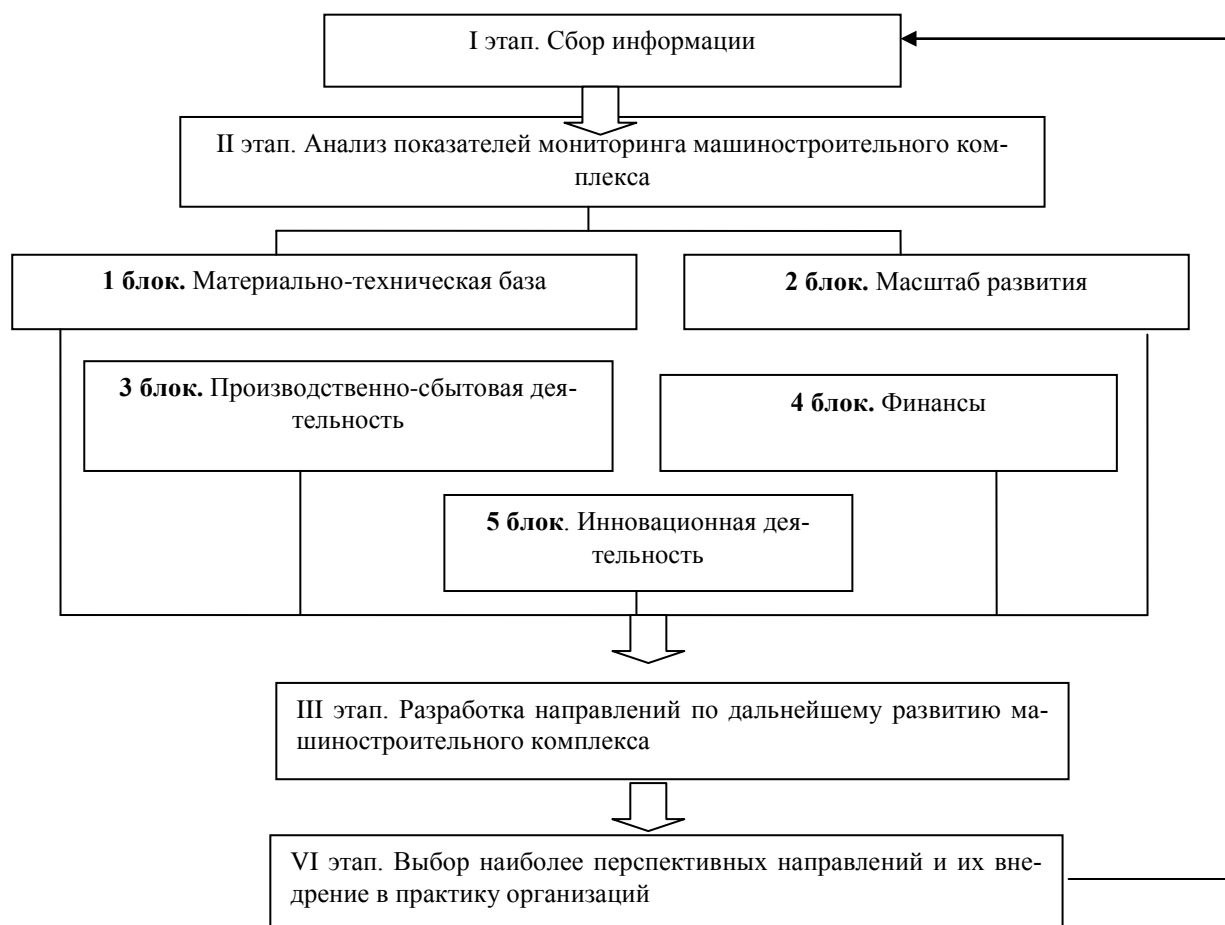 I этап. Сбор информации
II этап. Анализ показателей мониторинга машиностроительного ком-
плекса
1 блок. Материально-техническая база
2 блок. Масштаб развития
3 блок. Производственно-сбытовая дея-
тельность
4 блок. Финансы
5 блок. Инновационная дея-
тельность
III этап. Разработка направлений по дальнейшему развитию ма-
шиностроительного комплекса
VI этап. Выбор наиболее перспективных направлений и их вне-
дрение в практику организаций